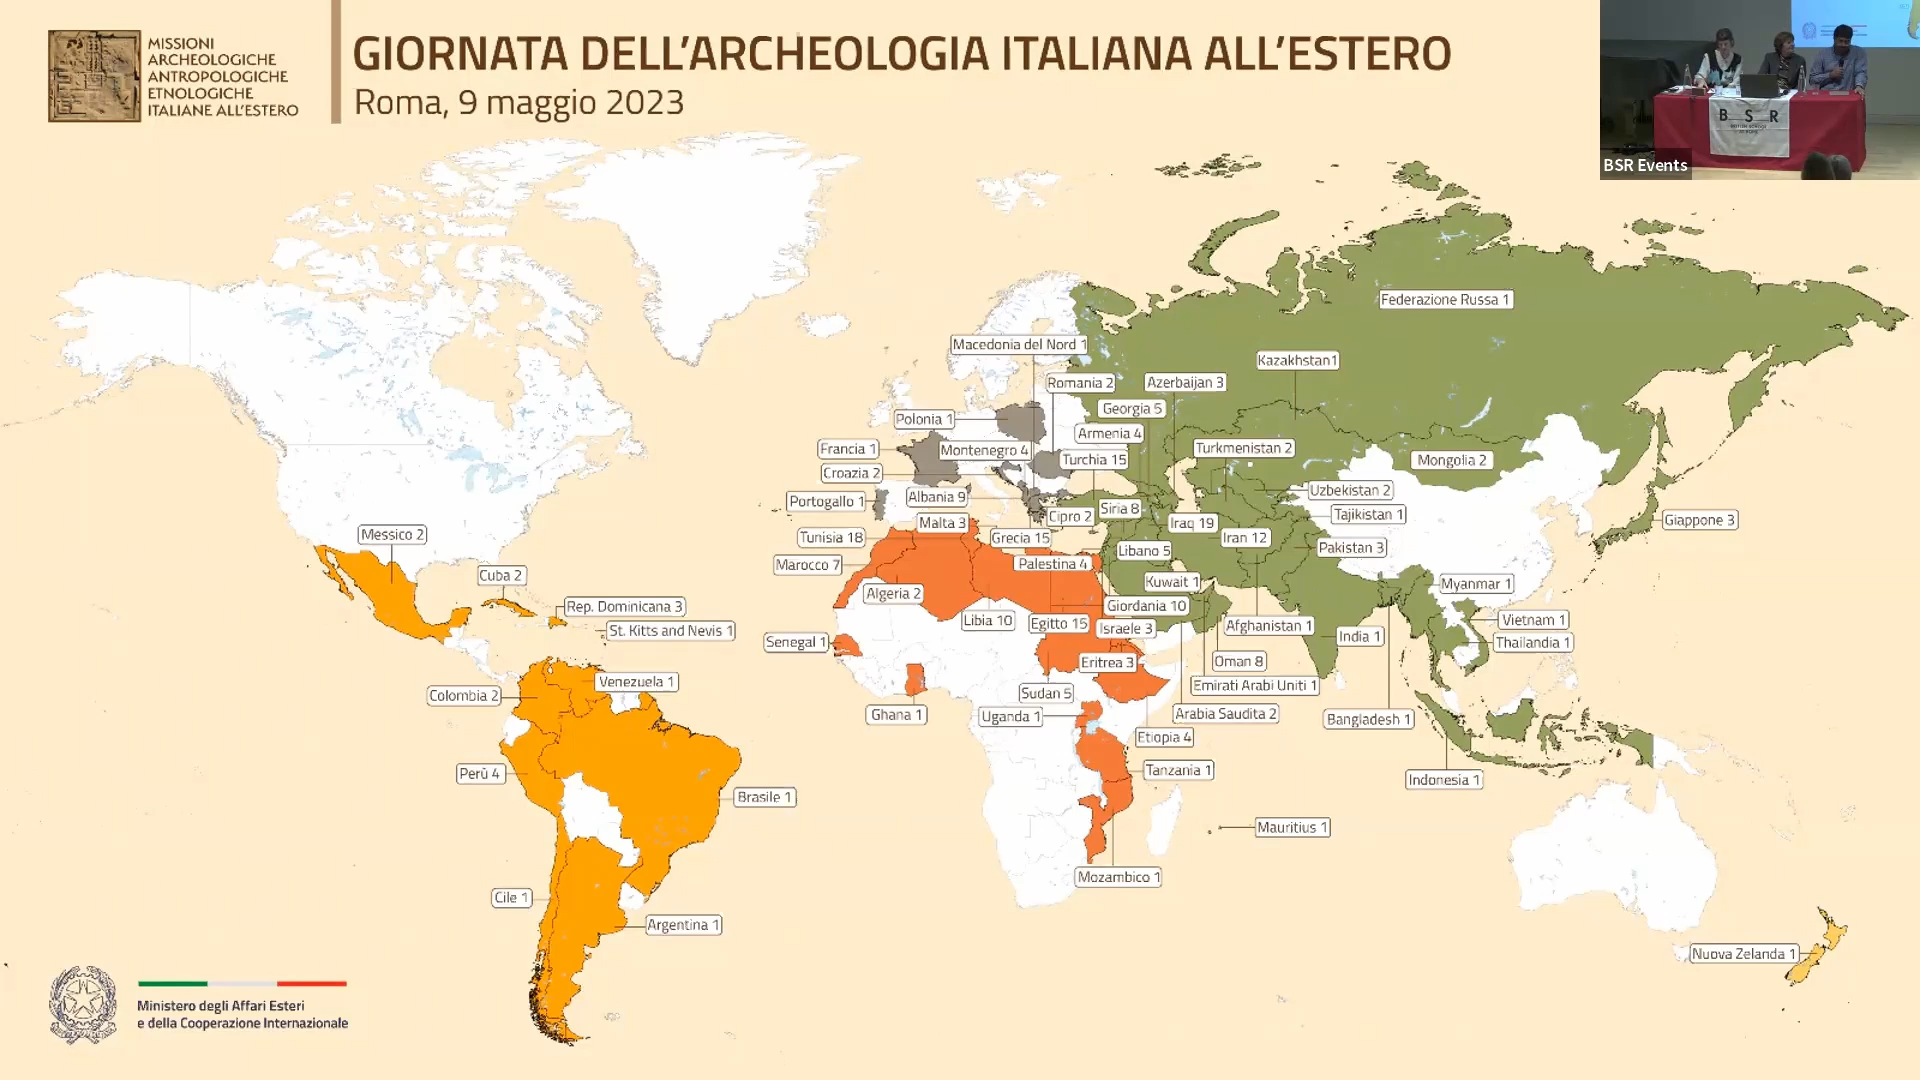 MISSIONI
ARCHEOLOGICHE
ANTROPOLOGICHE
ETNOLOGICHE
ITALIANE ALL'ESTERO
GIORNATA DELL'ARCHEOLOGIA ITALIANA ALL'ESTERO
Roma, 9 maggio 2023
B S R
BSR Events
Federazione Russa 1
Macedonia del Nord 1
Kazakhstan1
Romania 2
Azerbaijan 3
Georgia 5
Polonia 1
Armenia 4
Francia 1
Montenegro 4
Turkmenistan 2
Turchia 15
Mongolia 2
Croazia 2
Uzbekistan 2
Albania 9
Portogallo 1
Siria 8
Tajikistan 1
Cipro 2
Giappone 3
Malta 3
Iraq 19
Messico 2
Tunisia 18
Grecia 15
Iran 12
Pakistan 3
Libano 5
Marocco 7
Palestina 4
Cuba 2
Kuwait 1
Myanmar 1
Algeria 2
Rep. Dominicana 3
Giordania 10
Libia 10
Vietnam 1
Egitto 15
Afghanistan 1
St. Kitts and Nevis 1
Israele 3
India 1
Senegal 1
Thailandia 1
Eritrea 3
Oman 8
Venezuela 1
Emirati Arabi Uniti 1
Colombia 2
Sudan 5
Ghana 1
Uganda 1
Arabia Saudita 2
Bangladesh 1
Etiopia 4
Perù 4
Tanzania 1
Indonesia 1
Brasile 1
Mauritius 1
Mozambico 1
Cile 1
Argentina 1
Nuova Zelanda 1
Ministero degli Affari Esteri
e della Cooperazione Internazionale